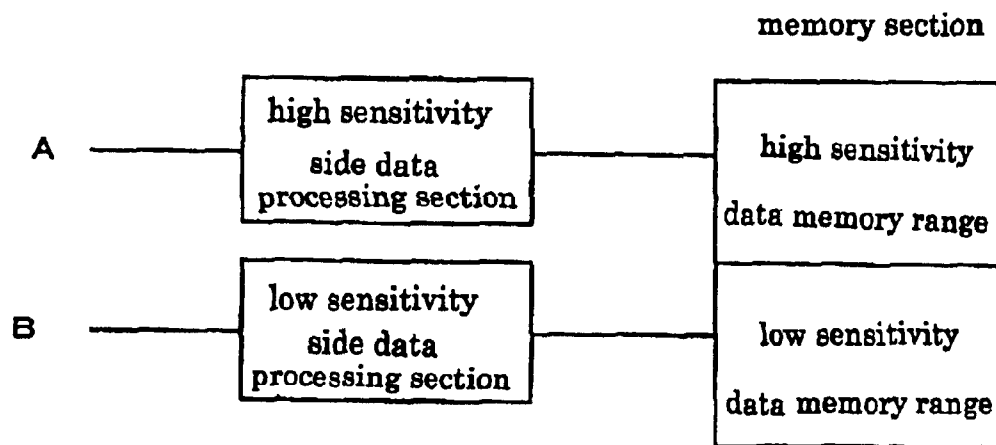 memory section
A
high sensitivity
side data
processing section
high sensitivity
data memory range
B
low sensitivity
side data
processing section
low sensitivity
data memory range